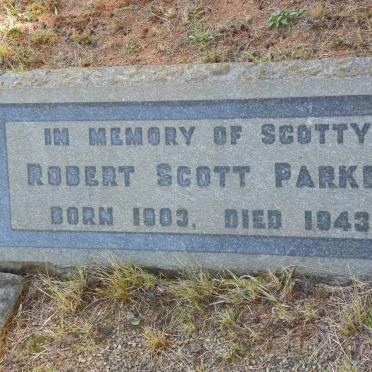 IN MEMORY OF SCOTTY
ROBERT SCOTT PARKE
BORN 1903. DIED 1943